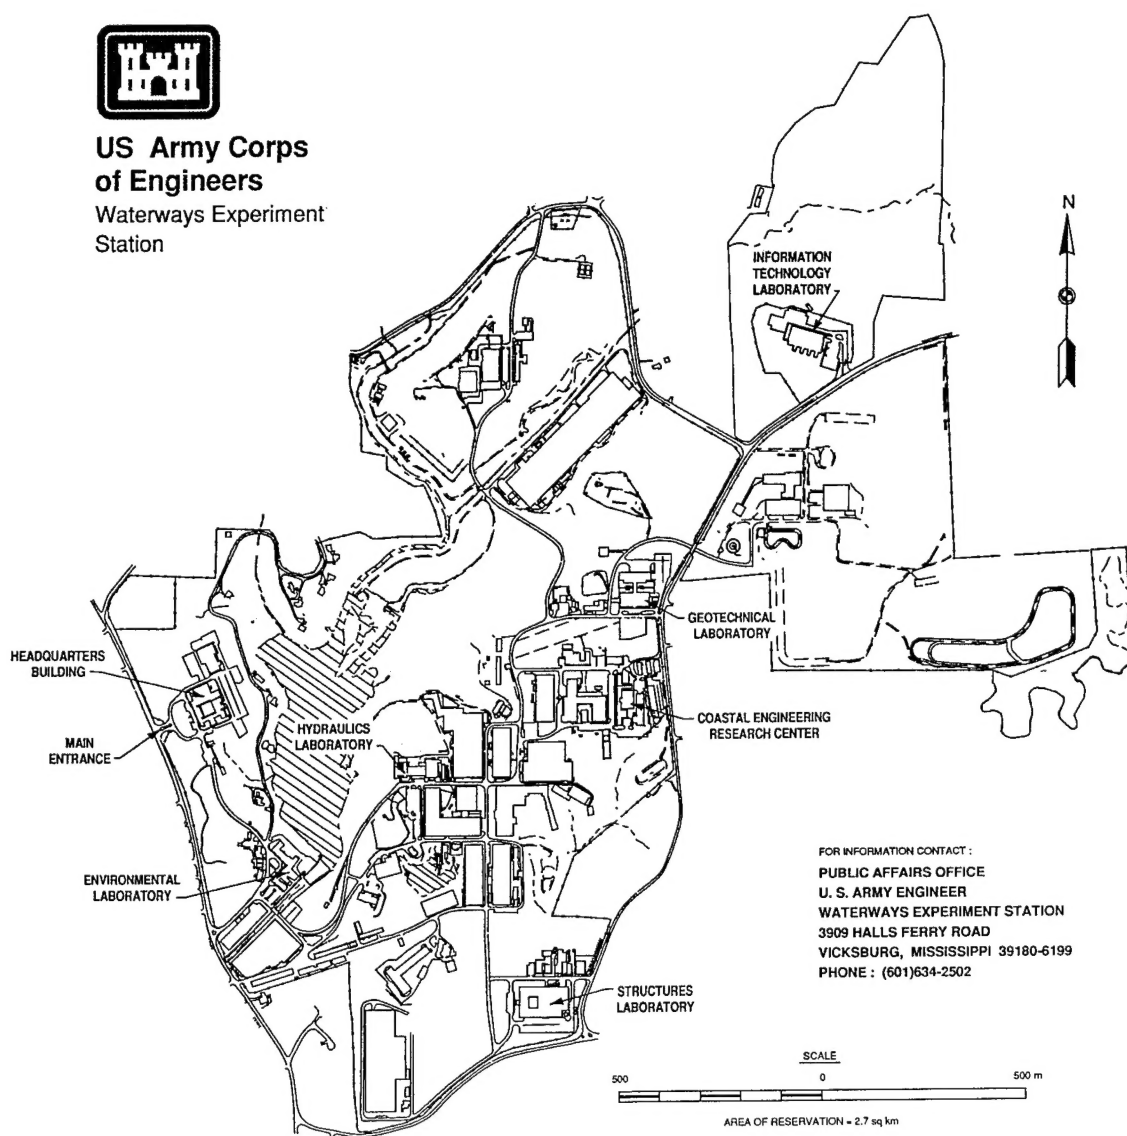 US Army Corps
of Engineers
Waterways Experiment
Station
N
INFORMATION
TECHNOLOGY
LABORATORY
GEOTECHNICAL
LABORATORY
HEADQUARTERS
BUILDING
MAIN
ENTRANCE
HYDRAULICS
LABORATORY
COASTAL ENGINEERING
RESEARCH CENTER
ENVIRONMENTAL
LABORATORY
STRUCTURES
LABORATORY
FOR INFORMATION CONTACT :
PUBLIC AFFAIRS OFFICE
U. S. ARMY ENGINEER
WATERWAYS EXPERIMENT STATION
3909 HALLS FERRY ROAD
VICKSBURG, MISSISSIPPI 39180-6199
PHONE : (601)634-2502
SCALE
500 0 500 m
AREA OF RESERVATION = 2.7 sq km